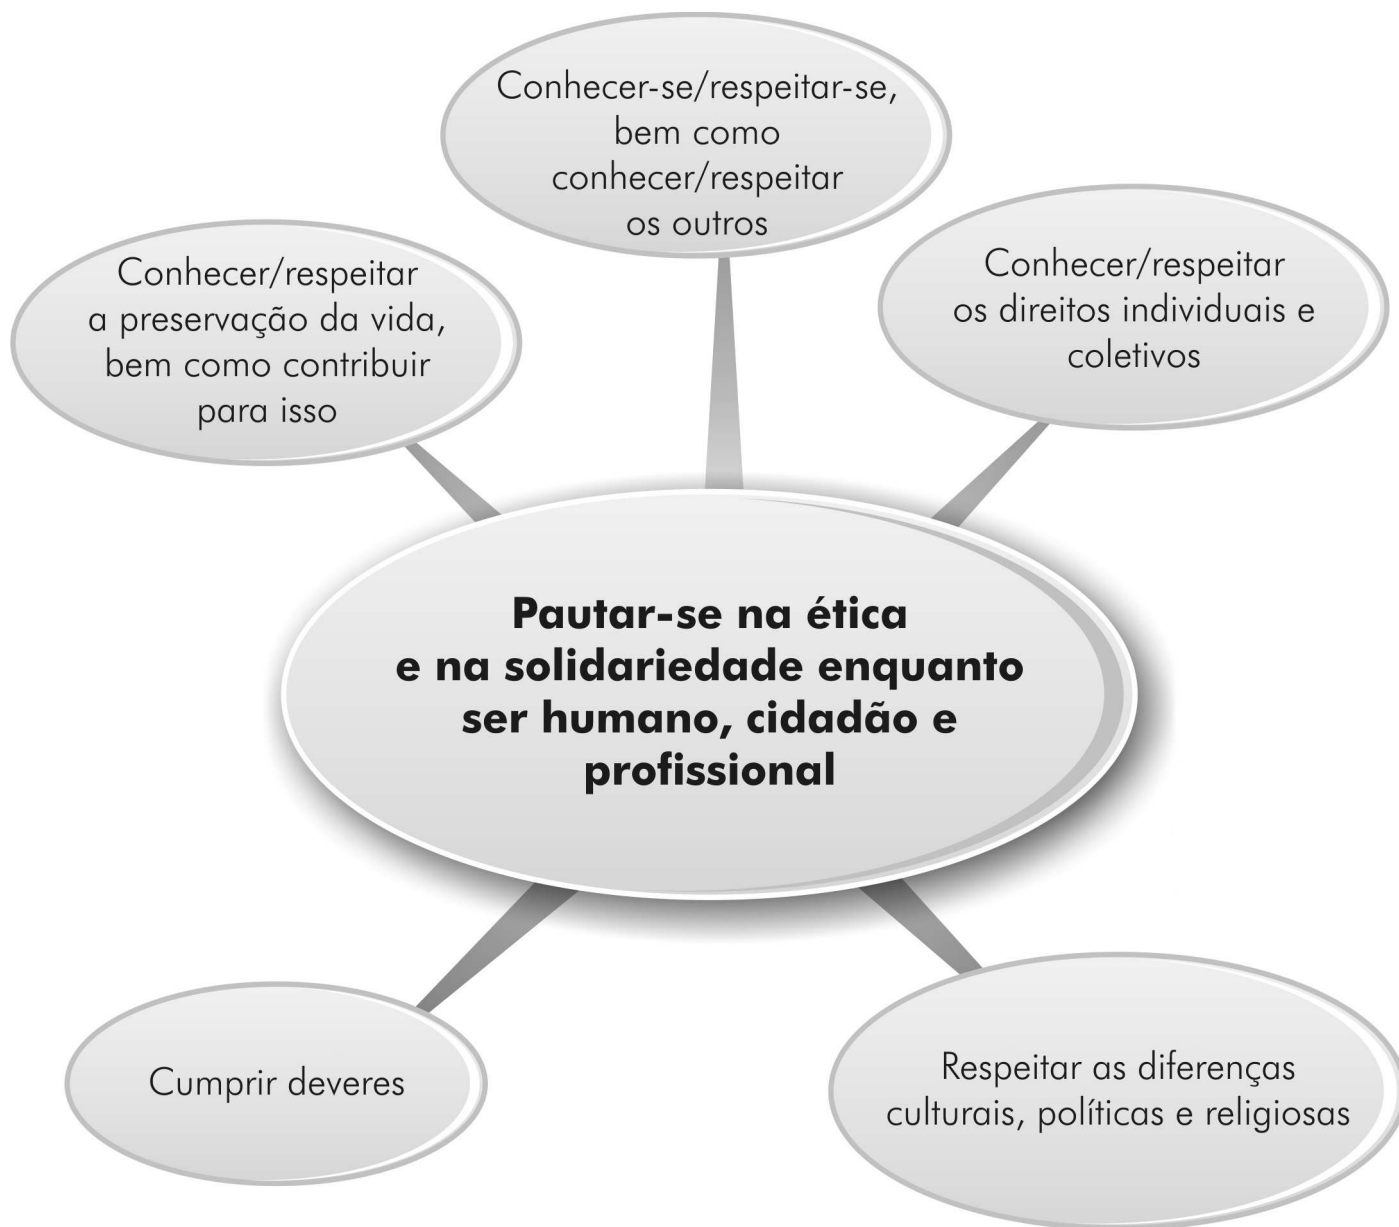 Conhecer-se/respeitar-se,
bem como
conhecer/respeitar
os outros
Conhecer/respeitar
a preservação da vida,
bem como contribuir
para isso
Conhecer/respeitar
os direitos individuais e
coletivos
Pautar-se na ética
e na solidariedade enquanto
ser humano, cidadão e
profissional
Cumprir deveres
Respeitar as diferenças
culturais, políticas e religiosas